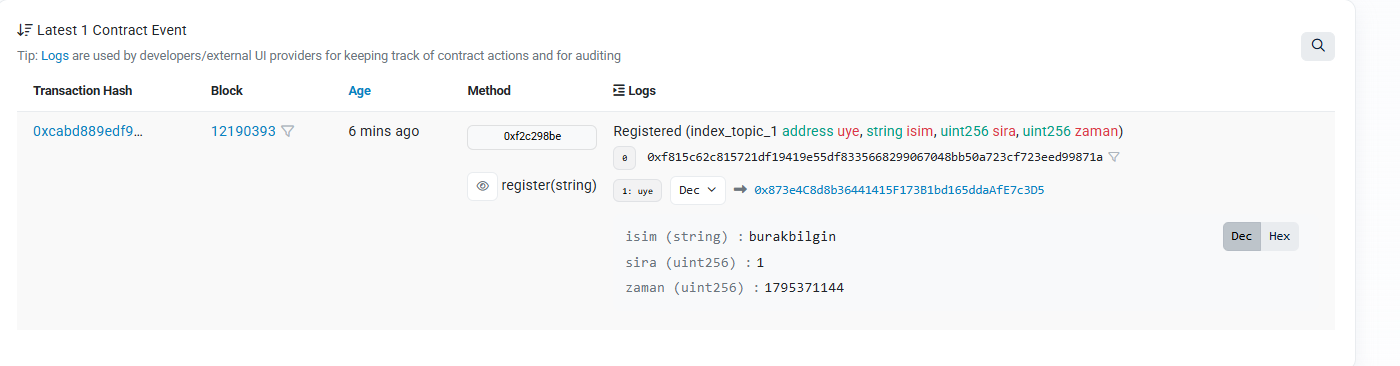 Latest 1 Contract Event
Tip: Logs are used by developers/external UI providers for keeping track of contract actions and for auditing
Transaction Hash Block Age Method Logs
0xcabd889edf9... 12190393 6 mins ago 0xf2c298be Registered (index_topic_1 address uye, string isim, uint256 sira, uint256 zaman)
0 0xf815c62c815721df19419e55df8335668299067048bb50a723cf723eed99871a
register(string) 1: uye Dec 0x873e4C8d8b36441415F173B1bd165ddaAfE7c3D5
isim (string) : burakbilgin Dec Hex
sira (uint256) : 1
zaman (uint256) : 1795371144